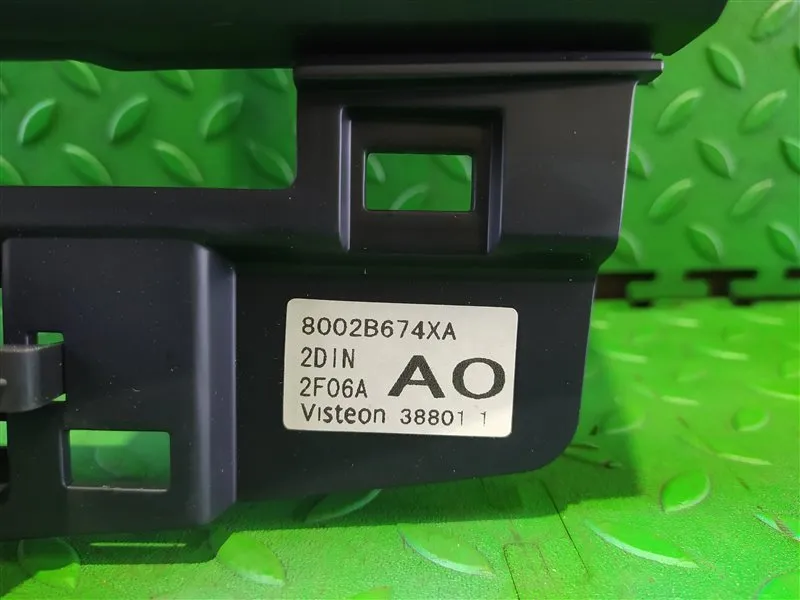 8002B674XA
2DIN
2F06A AO
Visteon 38801 1